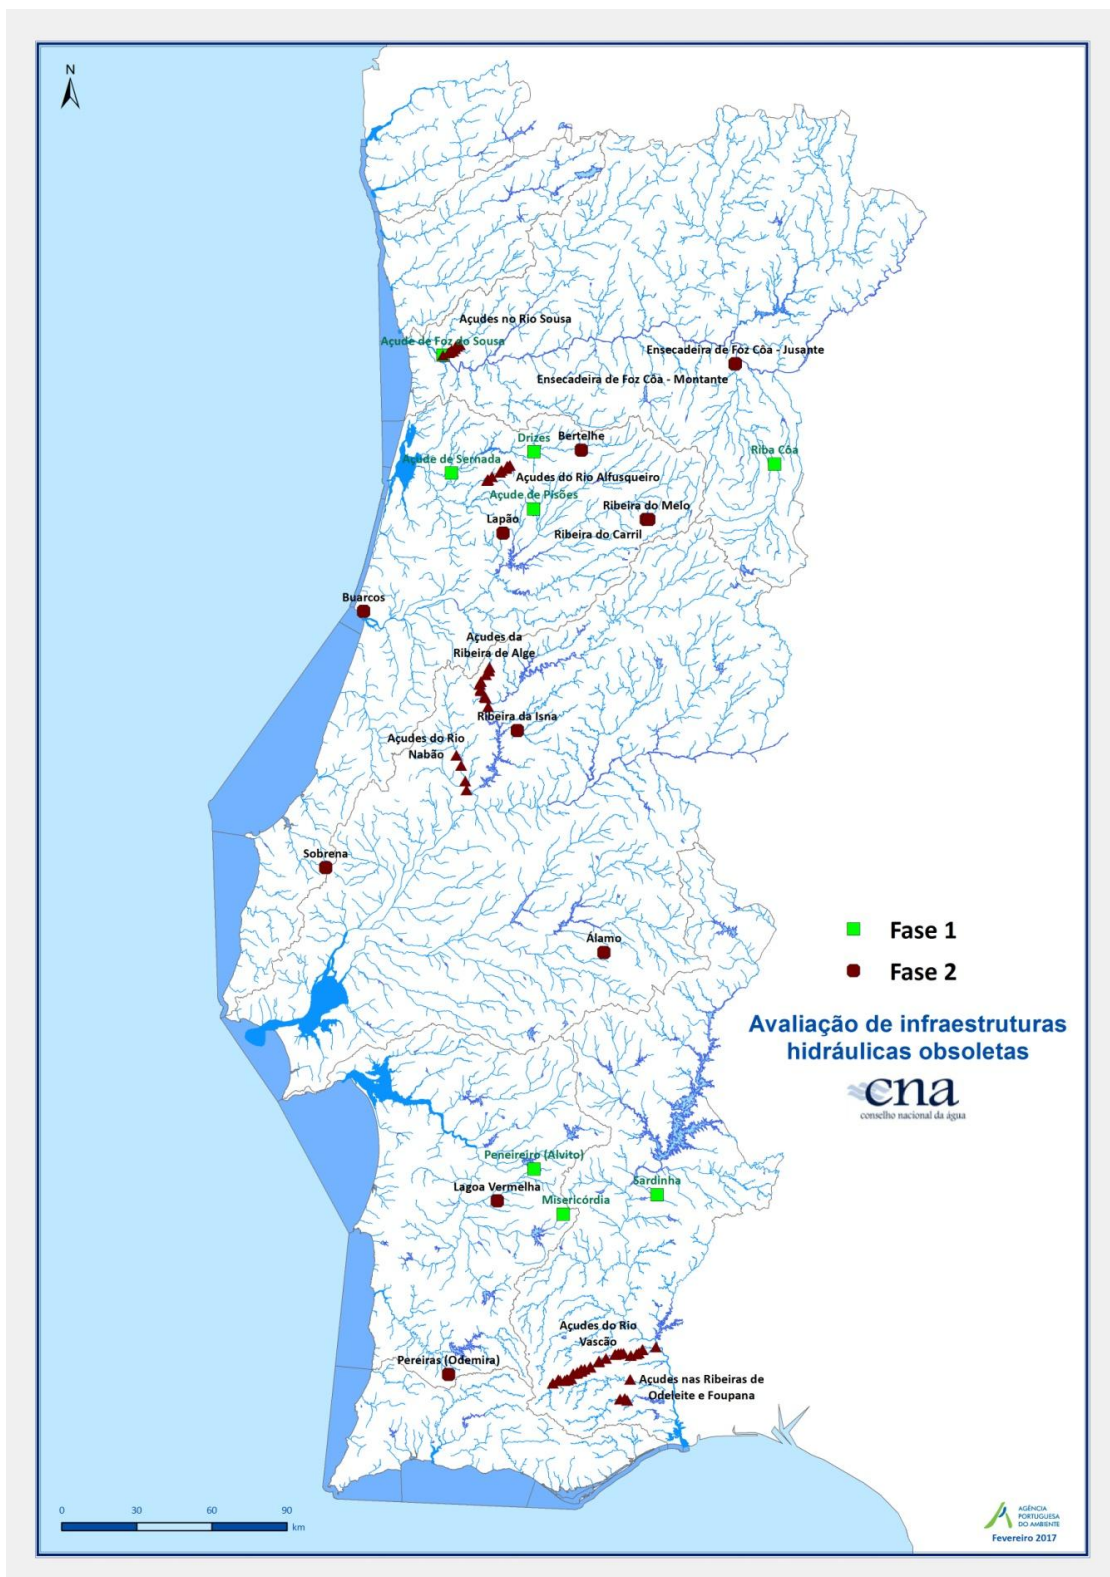 N
Açudes no Rio Sousa
Açude de Foz do Sousa
Ensecadeira de Fôz Côa - Jusante
Ensecadeira de Foz Côa - Montante
Drizes
Bertelhe
Riba Côa
Açude de Sernada
Açudes do Rio Alfusqueiro
Açude de Pisões
Ribeira do Melo
Lapão
Ribeira do Carril
Buarcos
Açudes da
Ribeira de Alge
Ribeira da Isna
Açudes do Rio
Nabão
Sobrena
Álamo
Fase 1
Fase 2
Avaliação de infraestruturas
hidráulicas obsoletas
cna
conselho nacional da água
Peneireiro (Alvito)
Lagoa Vermelha
Sardinha
Misericórdia
Açudes do Rio
Vascão
Pereiras (Odemira)
Açudes nas Ribeiras de
Odeleite e Foupana
0 30 60 90
km
AGÊNCIA
PORTUGUESA
DO AMBIENTE
Fevereiro 2017